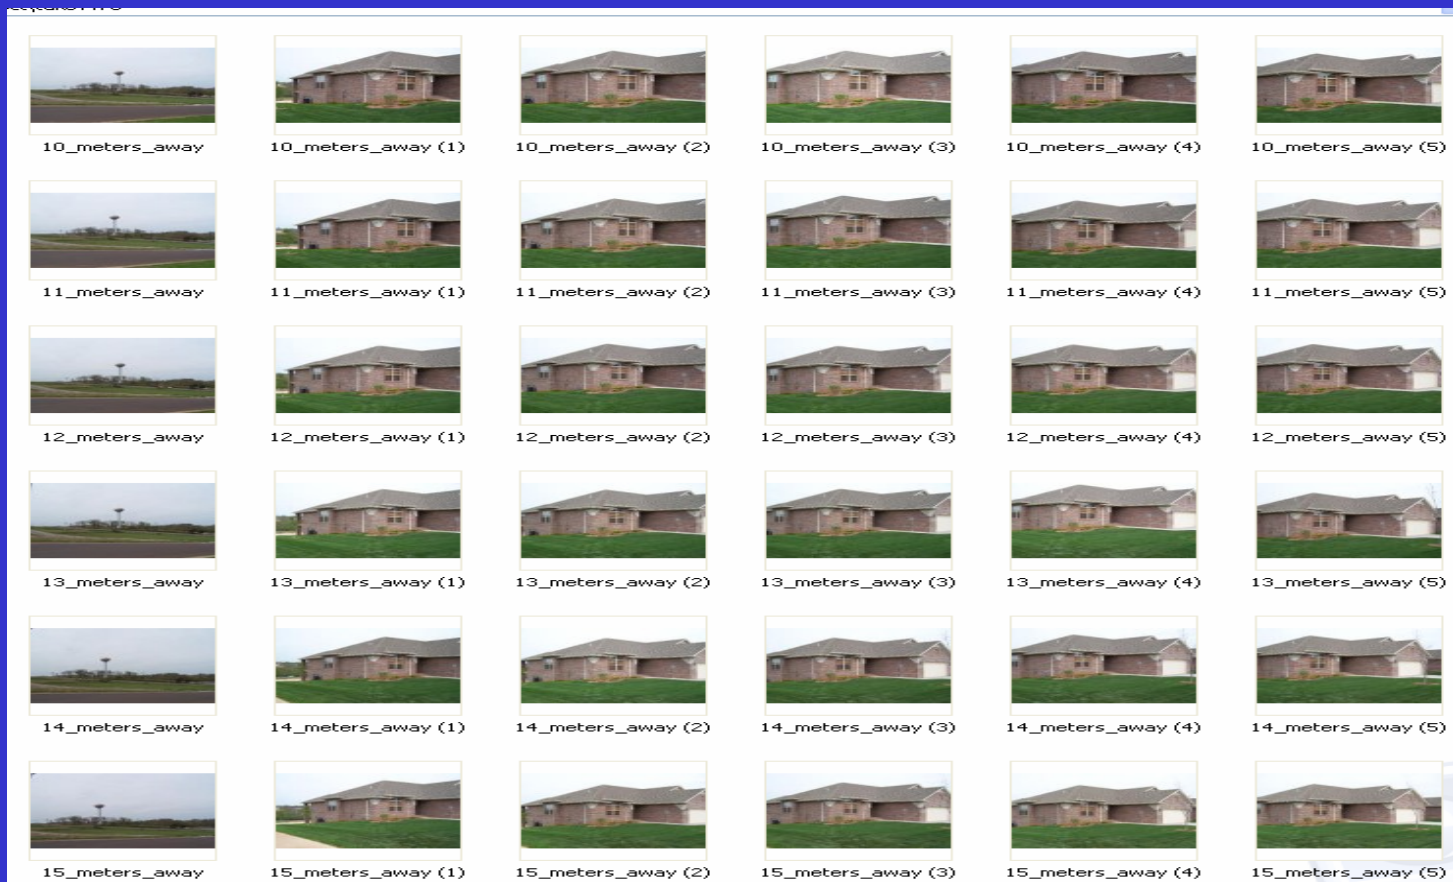 10_meters_away 10_meters_away (1) 10_meters_away (2) 10_meters_away (3) 10_meters_away (4) 10_meters_away (5)
11_meters_away 11_meters_away (1) 11_meters_away (2) 11_meters_away (3) 11_meters_away (4) 11_meters_away (5)
12_meters_away 12_meters_away (1) 12_meters_away (2) 12_meters_away (3) 12_meters_away (4) 12_meters_away (5)
13_meters_away 13_meters_away (1) 13_meters_away (2) 13_meters_away (3) 13_meters_away (4) 13_meters_away (5)
14_meters_away 14_meters_away (1) 14_meters_away (2) 14_meters_away (3) 14_meters_away (4) 14_meters_away (5)
15_meters_away 15_meters_away (1) 15_meters_away (2) 15_meters_away (3) 15_meters_away (4) 15_meters_away (5)